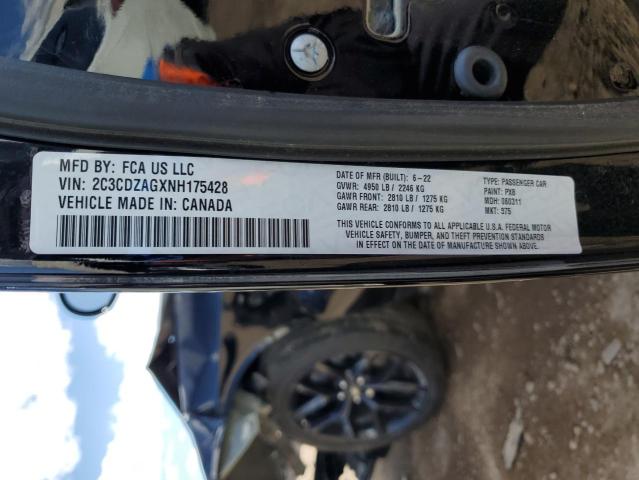 MFD BY: FCA US LLC
VIN: 2C3CDZAGXNH175428
VEHICLE MADE IN: CANADA
DATE OF MFR (BUILT): 6-22
GVWR: 4950 LB / 2246 KG
GAWR FRONT: 2810 LB / 1275 KG
GAWR REAR: 2810 LB / 1275 KG
TYPE: PASSENGER CAR
PAINT: PX8
MDH: 060311
MKT: 975
THIS VEHICLE CONFORMS TO ALL APPLICABLE U.S.A. FEDERAL MOTOR
VEHICLE SAFETY, BUMPER, AND THEFT PREVENTION STANDARDS
IN EFFECT ON THE DATE OF MANUFACTURE SHOWN ABOVE.